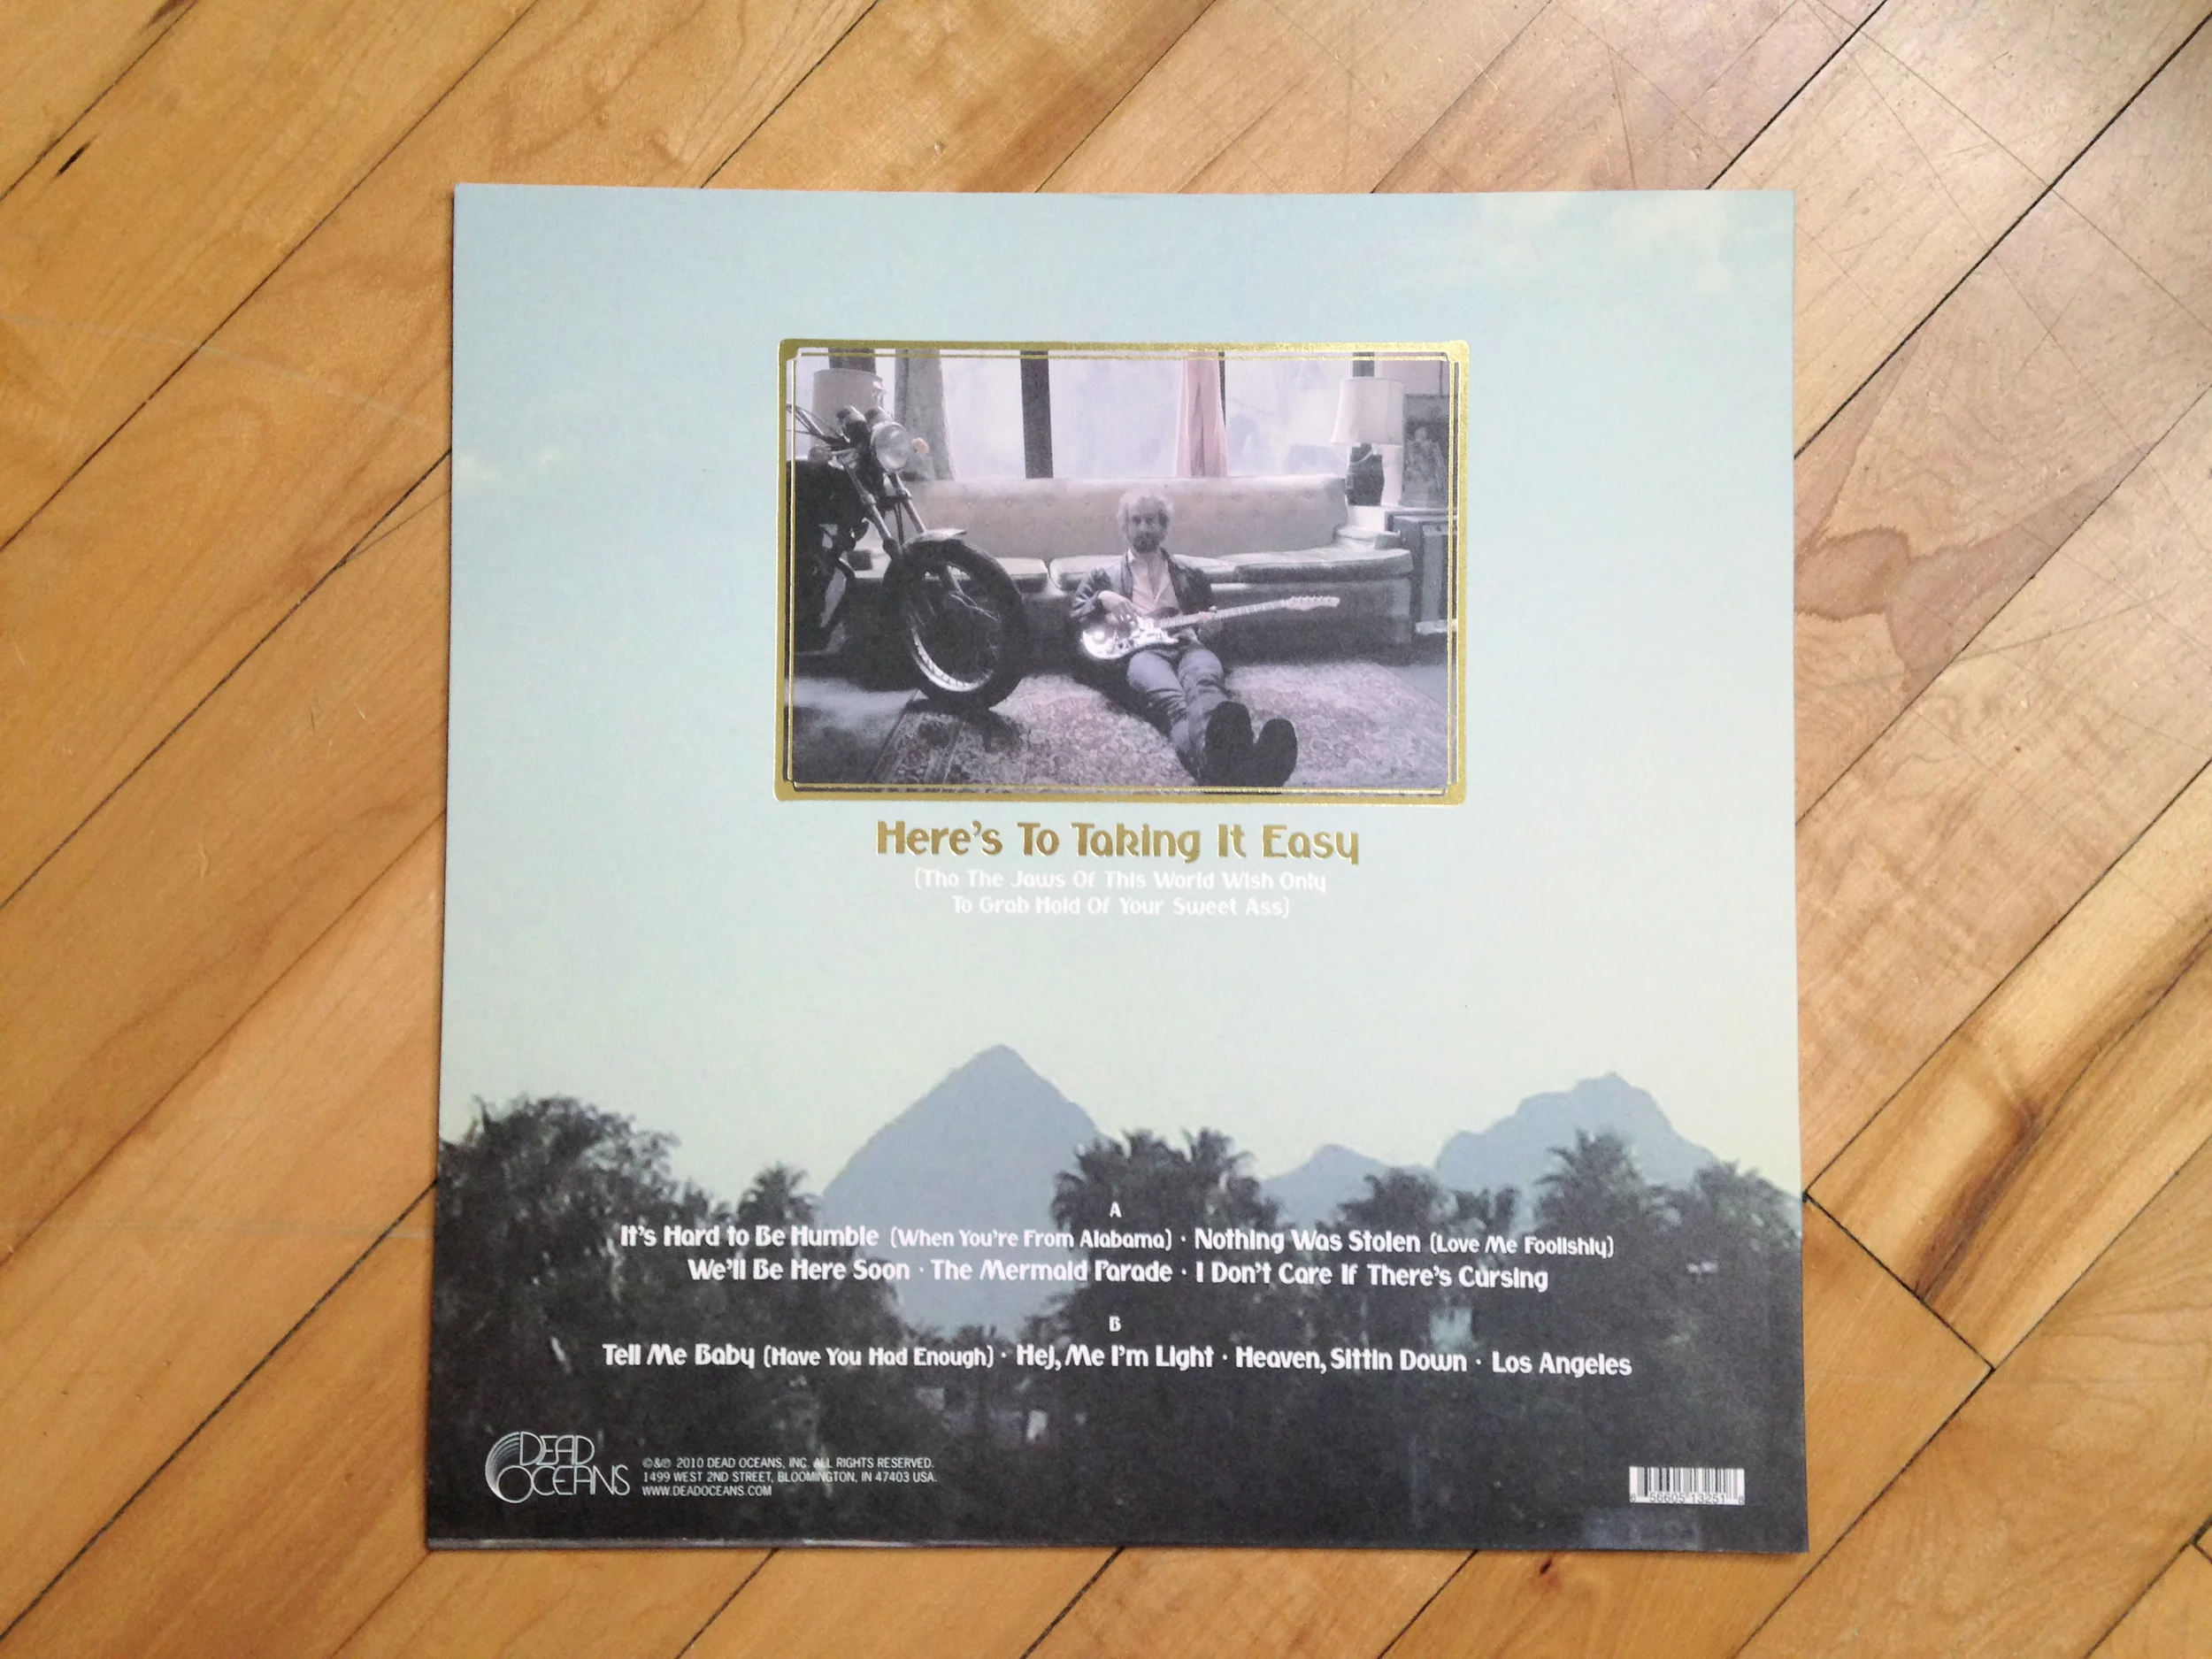 Here's To Taking It Easy
(Tho The Jaws Of This World Wish Only
To Grab Hold Of Your Sweet Ass)
A
It's Hard to Be Humble (When You're From Alabama) · Nothing Was Stolen (Love Me Foolishly)
We'll Be Here Soon · The Mermaid Parade · I Don't Care If There's Cursing
B
Tell Me Baby (Have You Had Enough) · Hej, Me I'm Light · Heaven, Sittin Down · Los Angeles
DEAD
OCEANS
©&℗ 2010 DEAD OCEANS, INC. ALL RIGHTS RESERVED.
1499 WEST 2ND STREET, BLOOMINGTON, IN 47403 USA.
WWW.DEADOCEANS.COM
56605 13251